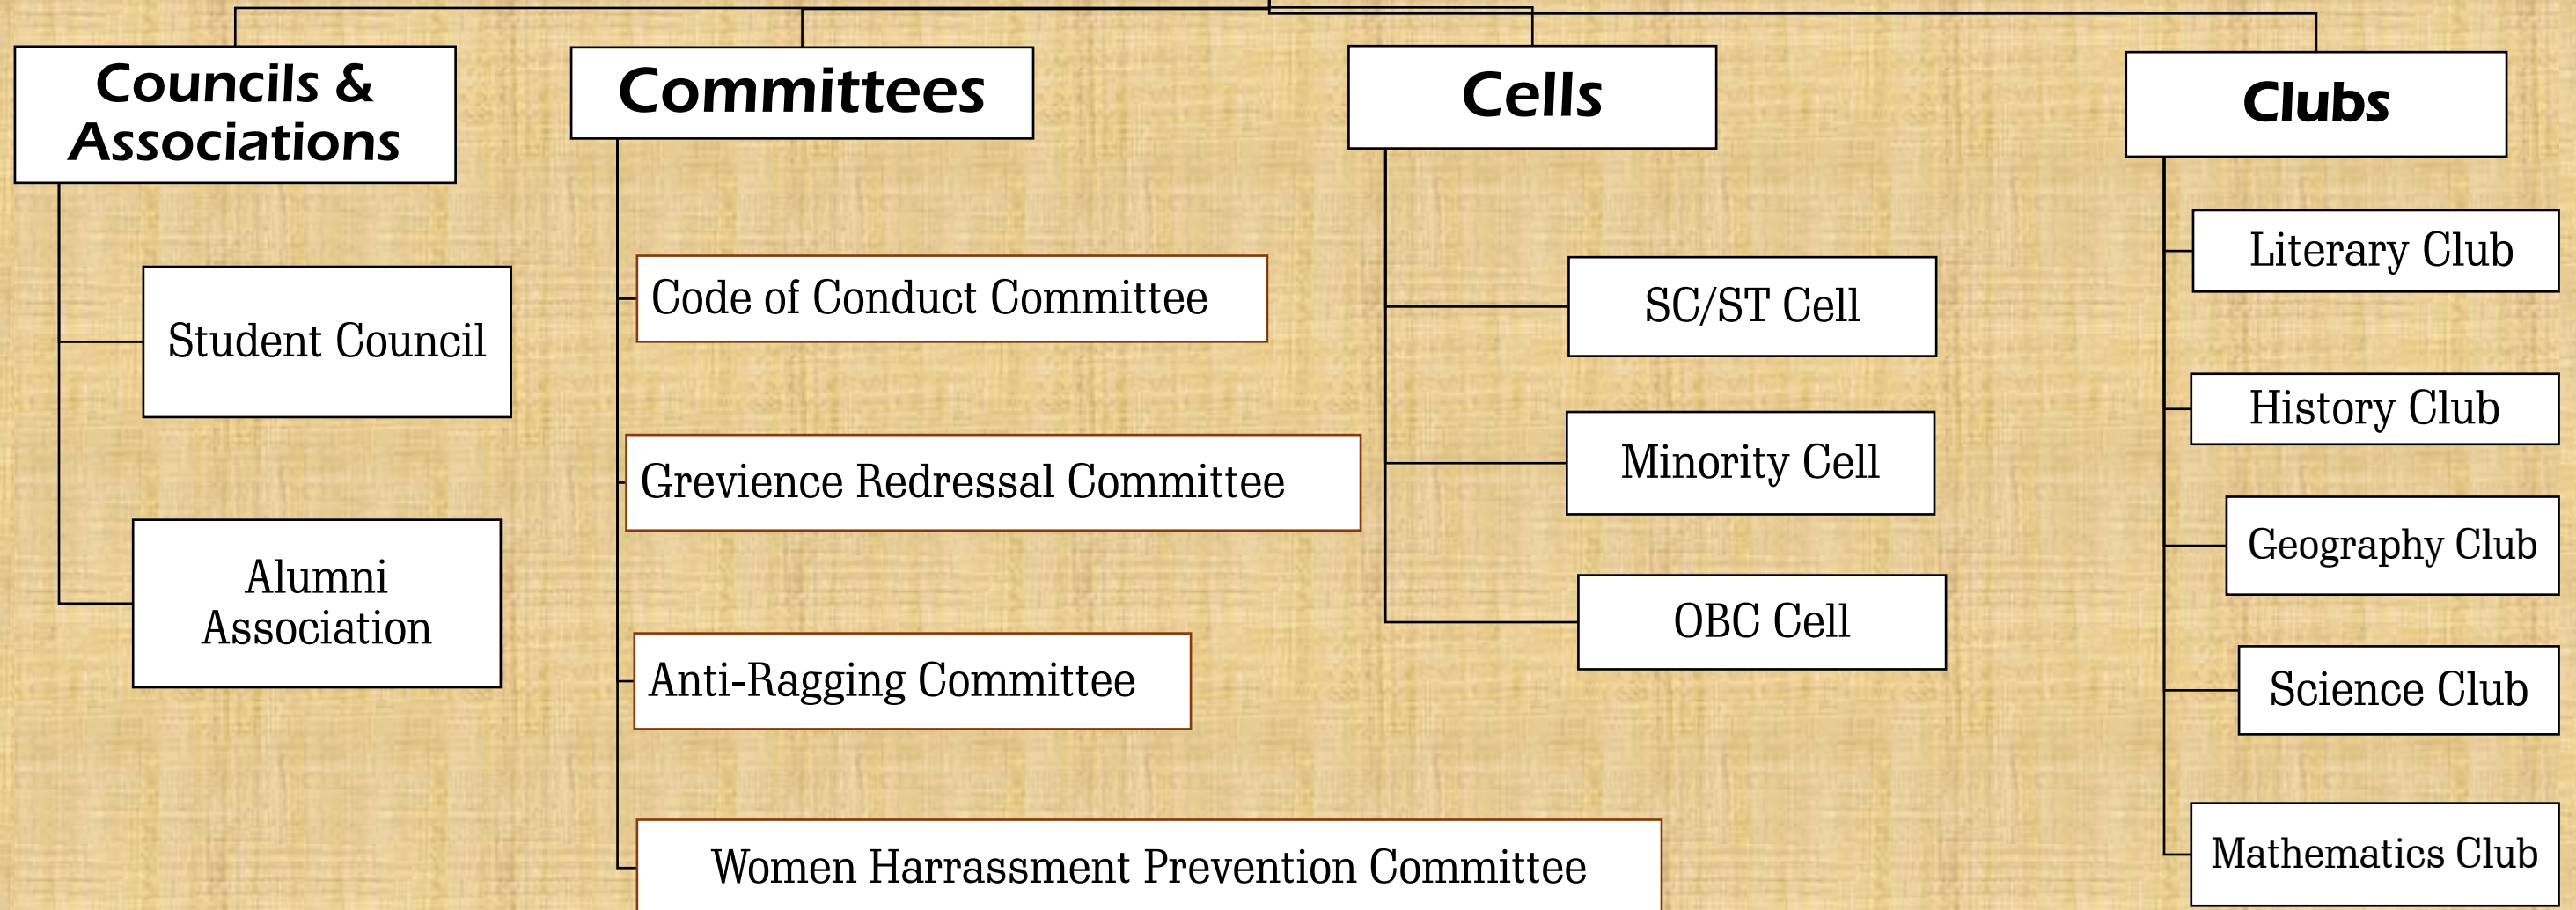 Councils &
Associations
Student Council
Alumni
Association
Committees
Code of Conduct Committee
Grevience Redressal Committee
Anti-Ragging Committee
Women Harrassment Prevention Committee
Cells
SC/ST Cell
Minority Cell
OBC Cell
Clubs
Literary Club
History Club
Geography Club
Science Club
Mathematics Club